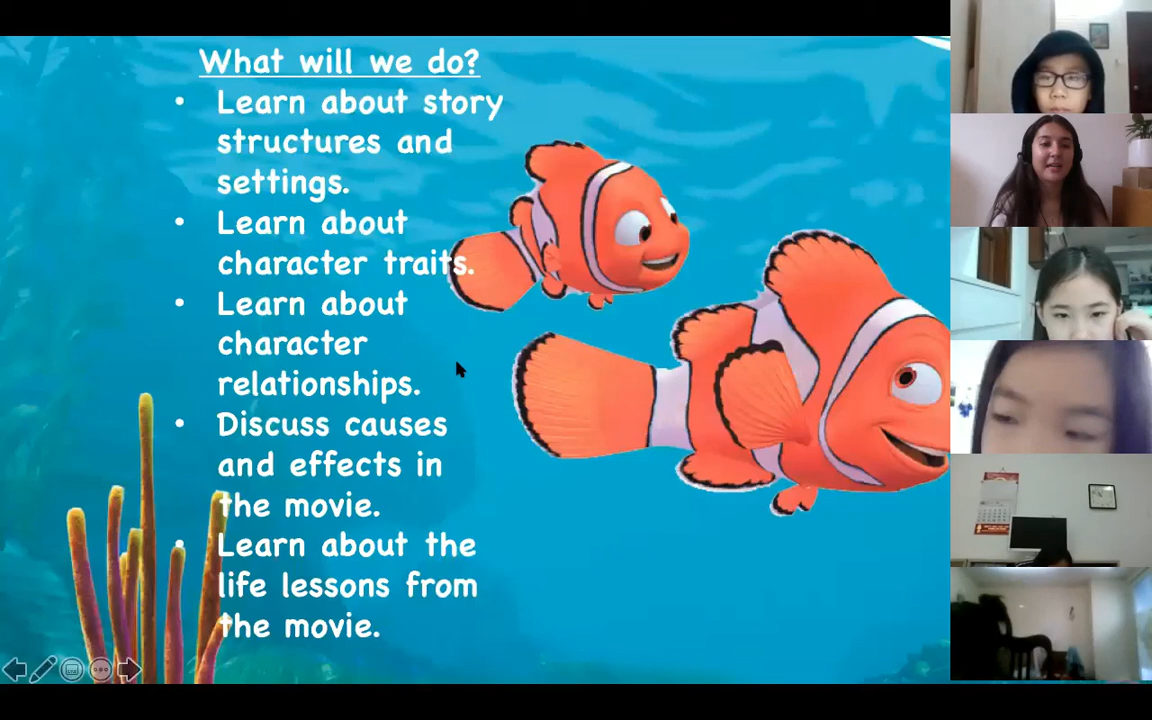 What will we do?
• Learn about story
structures and
settings.
• Learn about
character traits.
• Learn about
character
relationships.
• Discuss causes
and effects in
the movie.
• Learn about the
life lessons from
the movie.